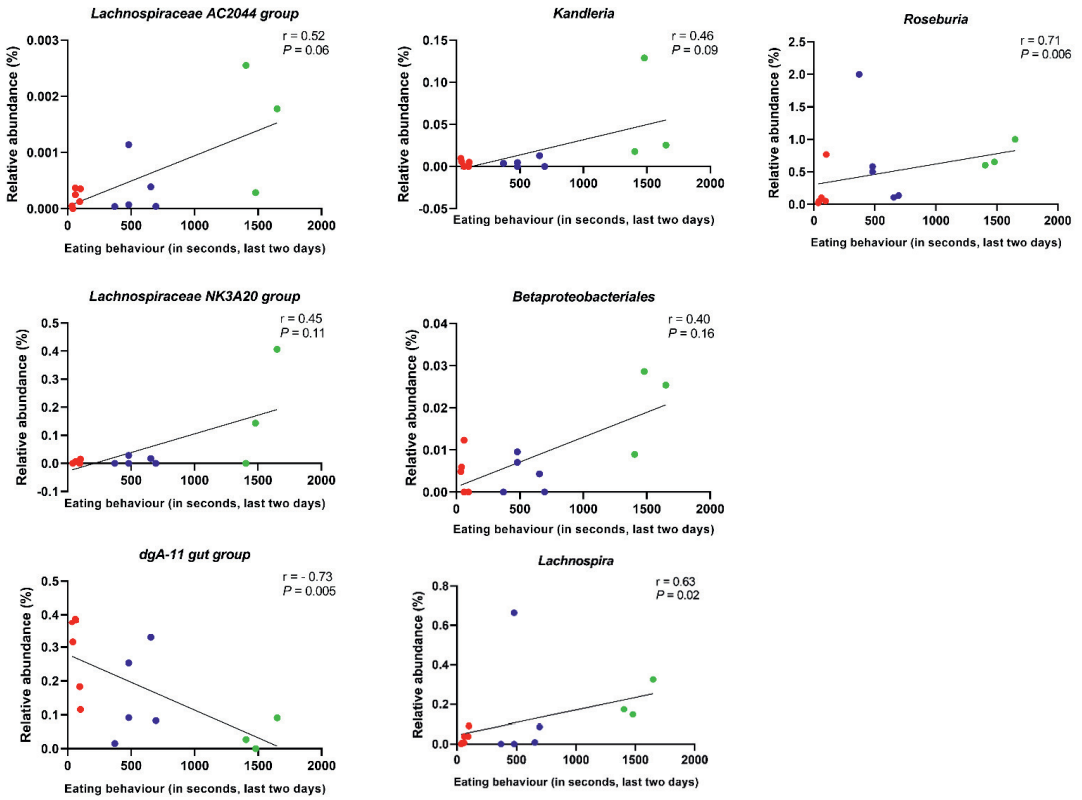 Lachnospiraceae AC2044 group
r = 0.52
P = 0.06
Relative abundance (%)
0.003
0.002
0.001
0.000
0 500 1000 1500 2000
Eating behaviour (in seconds, last two days)
Kandleria
r = 0.46
P = 0.09
Relative abundance (%)
0.15
0.10
0.05
0.00
-0.05
500 1000 1500 2000
Eating behaviour (in seconds, last two days)
Roseburia
r = 0.71
P = 0.006
Relative abundance (%)
2.5
2.0
1.5
1.0
0.5
0.0
0 500 1000 1500 2000
Eating behaviour (in seconds, last two days)
Lachnospiraceae NK3A20 group
r = 0.45
P = 0.11
Relative abundance (%)
0.5
0.4
0.3
0.2
0.1
0.0
-0.1
500 1000 1500 2000
Eating behaviour (in seconds, last two days)
Betaproteobacteriales
r = 0.40
P = 0.16
Relative abundance (%)
0.04
0.03
0.02
0.01
0.00
0 500 1000 1500 2000
Eating behaviour (in seconds, last two days)
dgA-11 gut group
r = - 0.73
P = 0.005
Relative abundance (%)
0.5
0.4
0.3
0.2
0.1
0.0
0 500 1000 1500 2000
Eating behaviour (in seconds, last two days)
Lachnospira
r = 0.63
P = 0.02
Relative abundance (%)
0.8
0.6
0.4
0.2
0.0
0 500 1000 1500 2000
Eating behaviour (in seconds, last two days)